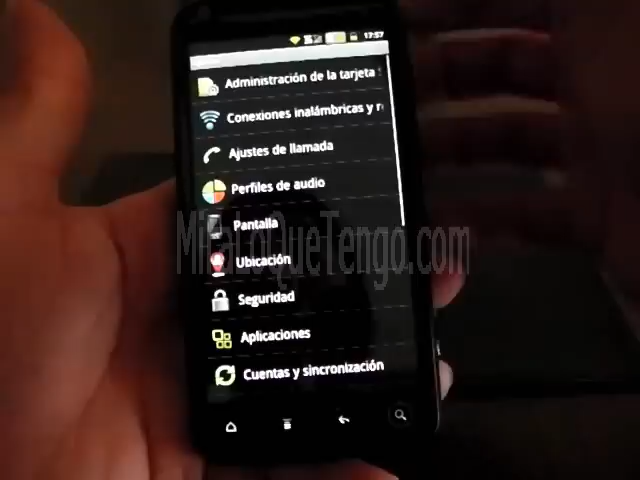 17:57
Administración de la tarjeta
Conexiones inalámbricas y
Ajustes de llamada
Perfiles de audio
Pantalla
MiraLoQueTengo.com
Ubicación
Seguridad
Aplicaciones
Cuentas y sincronización